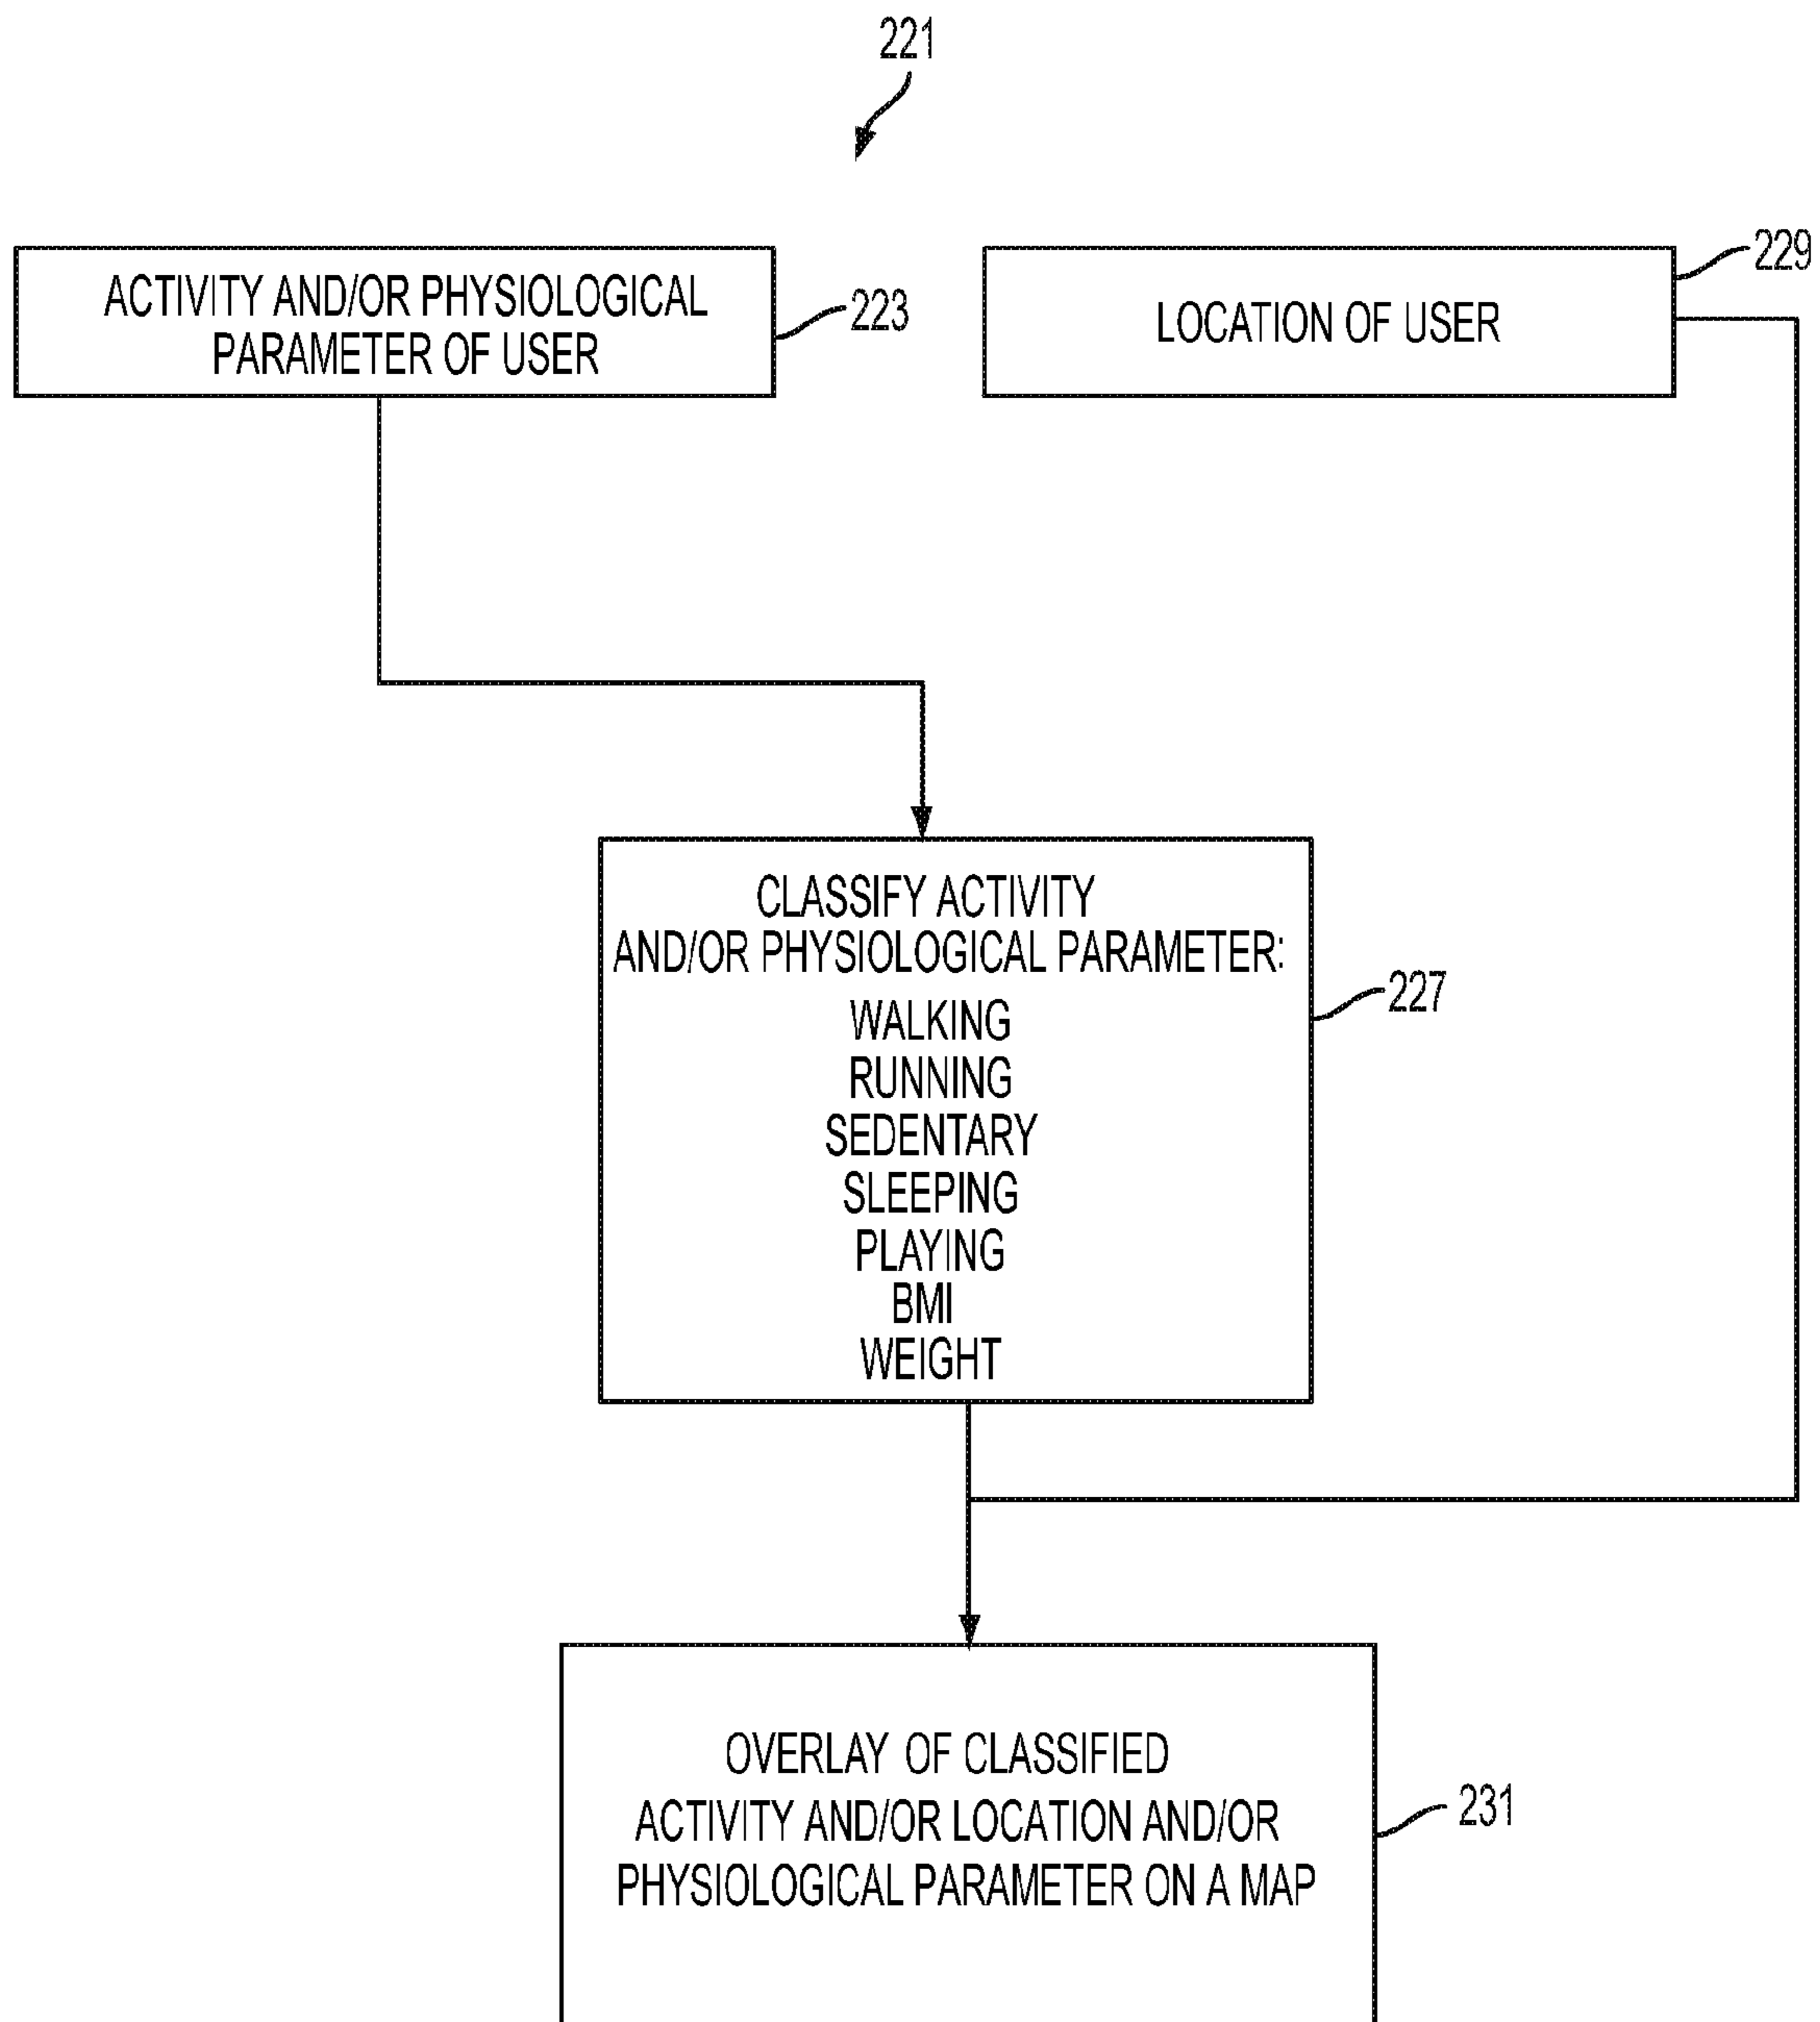 221
ACTIVITY AND/OR PHYSIOLOGICAL
PARAMETER OF USER
223
LOCATION OF USER
229
CLASSIFY ACTIVITY
AND/OR PHYSIOLOGICAL PARAMETER:
WALKING
RUNNING
SEDENTARY
SLEEPING
PLAYING
BMI
WEIGHT
227
OVERLAY OF CLASSIFIED
ACTIVITY AND/OR LOCATION AND/OR
PHYSIOLOGICAL PARAMETER ON A MAP
231